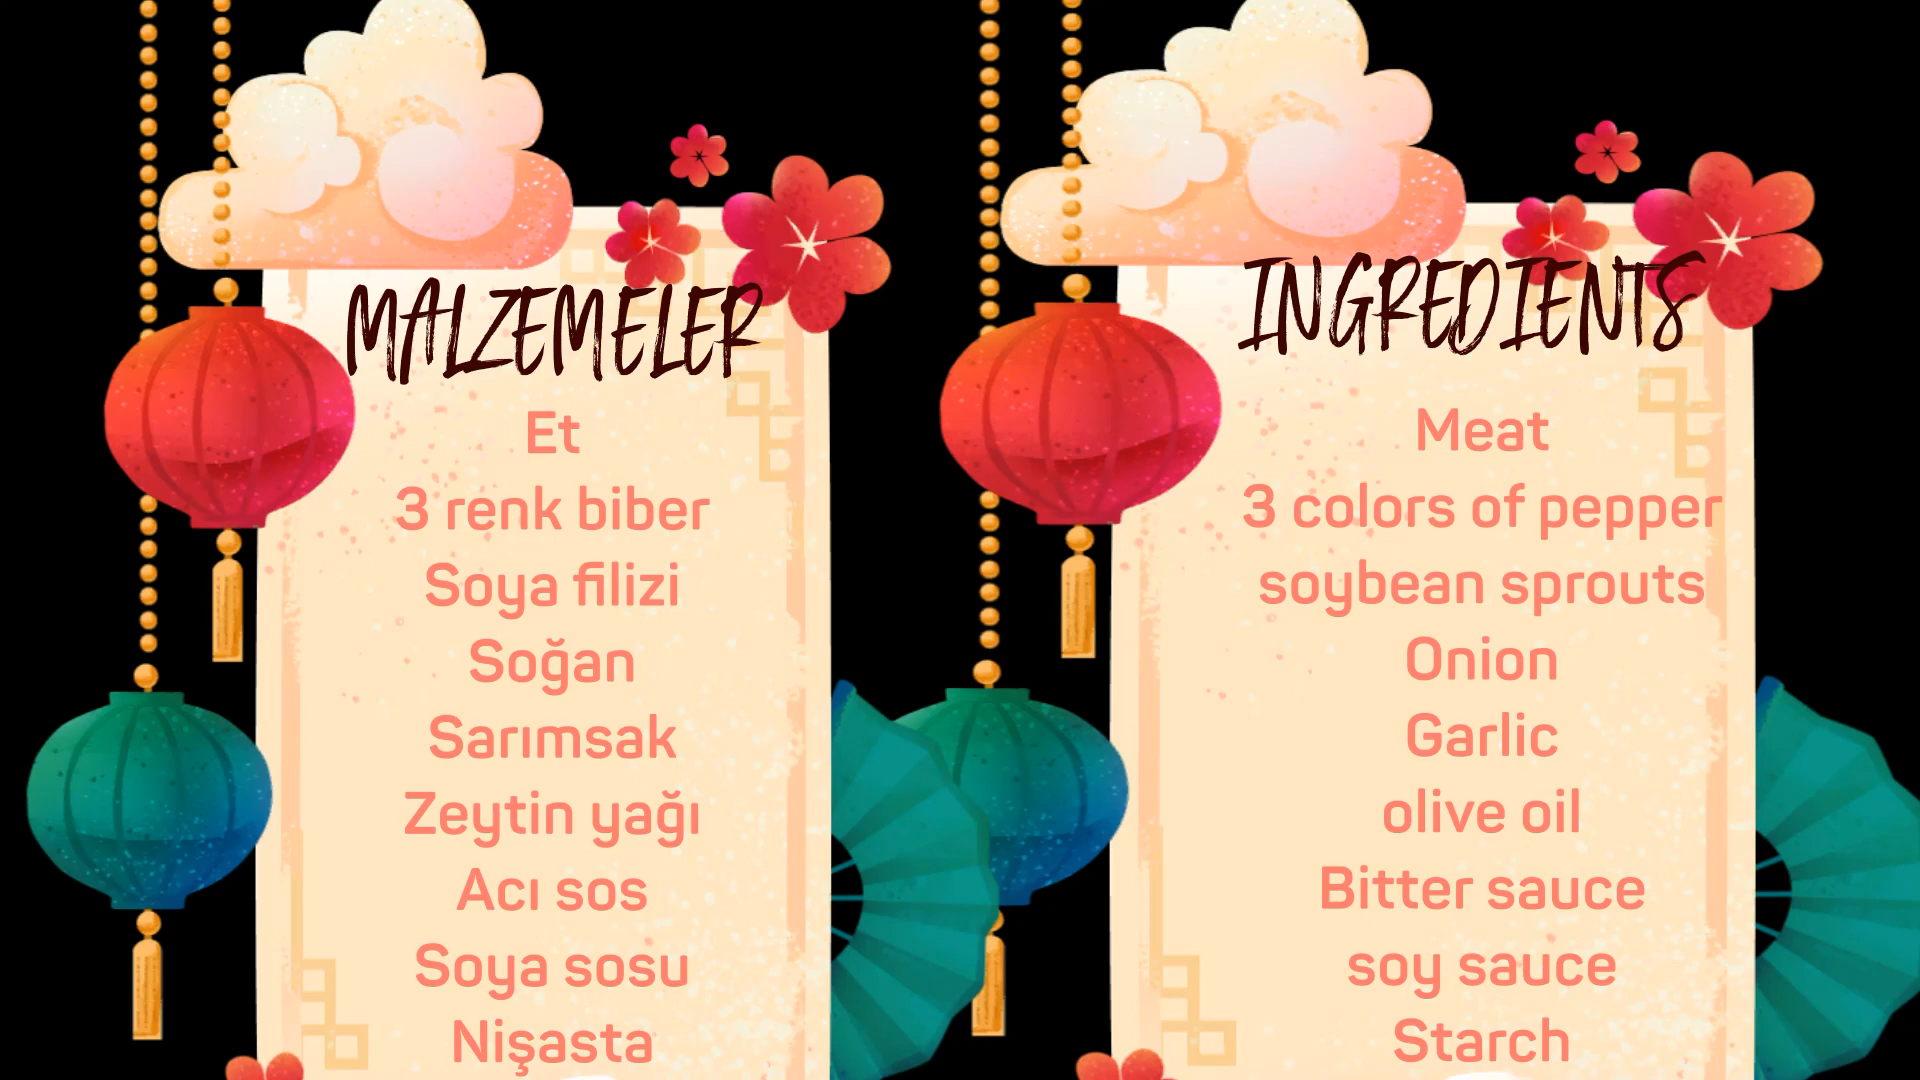 MALZEMELER
Et
3 renk biber
Soya filizi
Soğan
Sarımsak
Zeytin yağı
Acı sos
Soya sosu
Nişasta
INGREDIENTS
Meat
3 colors of pepper
soybean sprouts
Onion
Garlic
olive oil
Bitter sauce
soy sauce
Starch